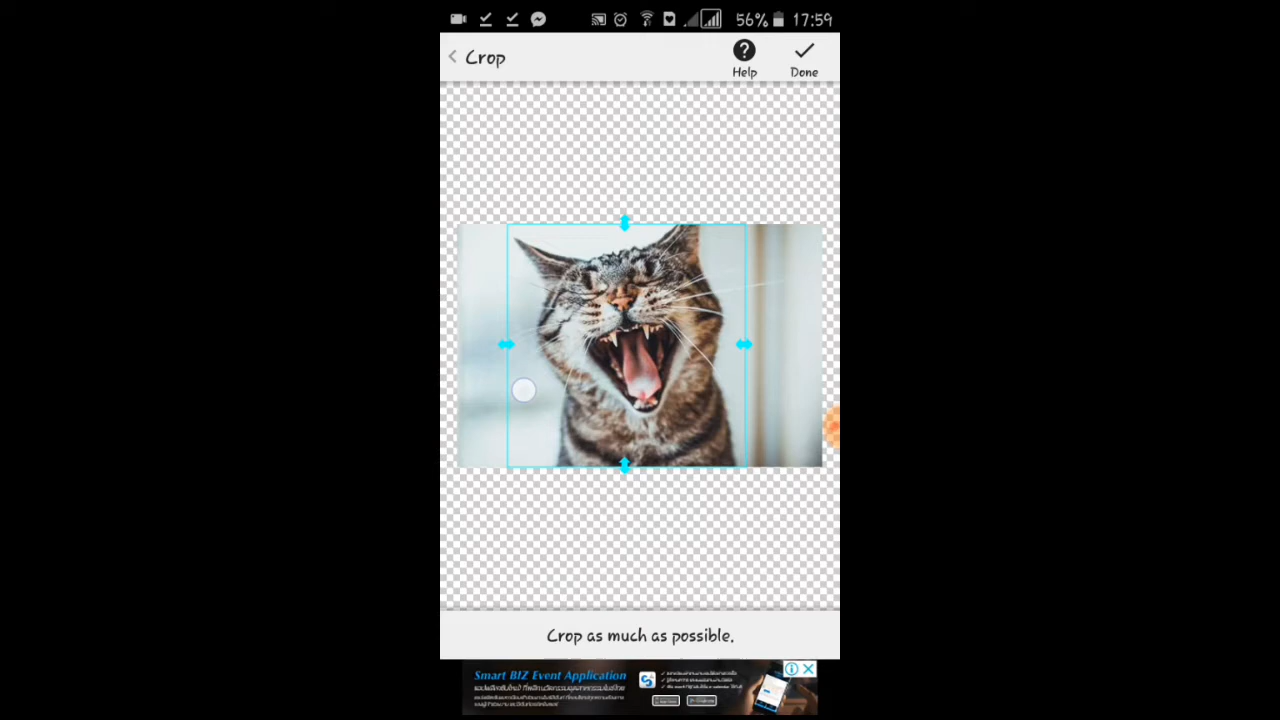 56% 17:59
Crop
Help
Done
Crop as much as possible.
Smart BIZ Event Application